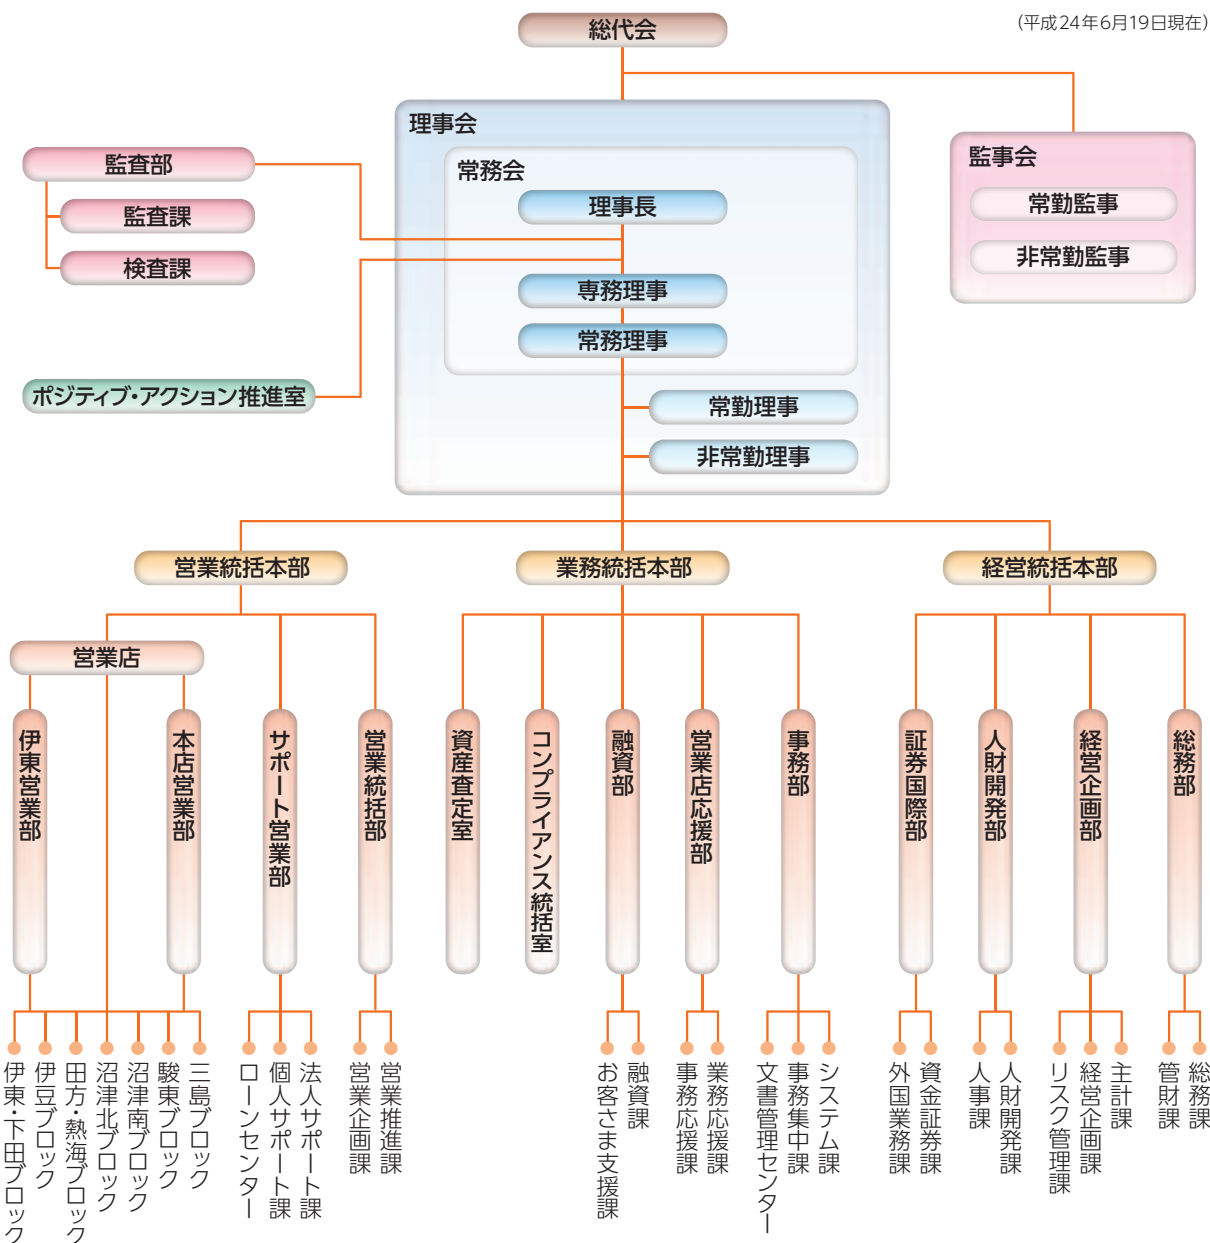 (平成24年6月19日現在)
総代会
理事会
常務会
理事長
専務理事
常務理事
常勤理事
非常勤理事
監事会
常勤監事
非常勤監事
監査部
監査課
検査課
ポジティブ・アクション推進室
営業統括本部
業務統括本部
経営統括本部
営業店
伊東営業部
本店営業部
サポート営業部
営業統括部
資産査定室
コンプライアンス統括室
融資部
営業店応援部
事務部
証券国際部
人財開発部
経営企画部
総務部
伊東・下田ブロック
伊豆ブロック
田方・熱海ブロック
沼津北ブロック
沼津南ブロック
駿東ブロック
三島ブロック
ローンセンター
個人サポート課
法人サポート課
営業企画課
営業推進課
お客さま支援課
融資課
事務応援課
業務応援課
文書管理センター
事務集中課
システム課
外国業務課
資金証券課
人事課
人財開発課
リスク管理課
経営企画課
主計課
管財課
総務課